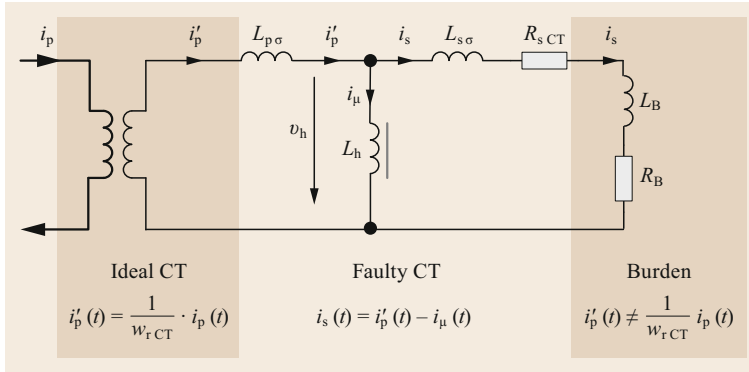 i_p i′_p L_pσ i′_p i_s L_sσ R_s CT i_s
i_μ L_B
υ_h L_h
R_B
Ideal CT Faulty CT Burden
i′_p (t) = 1/w_r CT · i_p (t) i_s (t) = i′_p (t) – i_μ (t) i′_p (t) ≠ 1/w_r CT i_p (t)